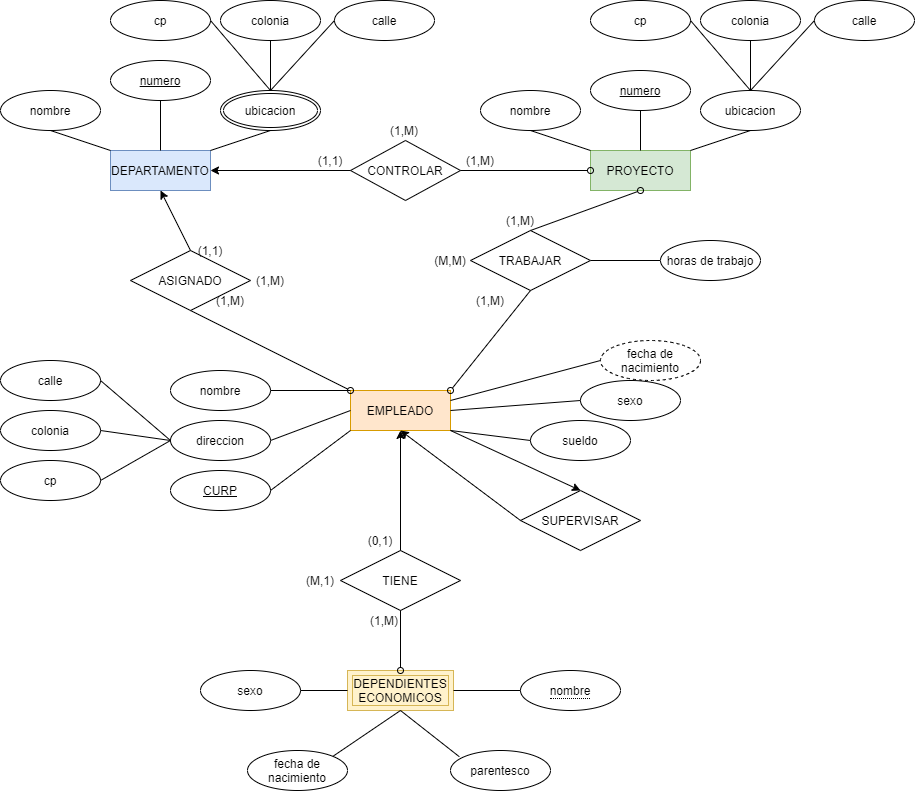 cp
colonia
calle
cp
colonia
calle
nombre
numero
ubicacion
nombre
numero
ubicacion
DEPARTAMENTO
(1,1)
(1,M)
CONTROLAR
(1,M)
PROYECTO
(1,1)
ASIGNADO
(1,M)
(1,M)
(1,M)
(M,M)
TRABAJAR
(1,M)
horas de trabajo
calle
colonia
cp
nombre
direccion
CURP
EMPLEADO
fecha de
nacimiento
sexo
sueldo
SUPERVISAR
(0,1)
(M,1)
TIENE
(1,M)
sexo
DEPENDIENTES
ECONOMICOS
nombre
fecha de
nacimiento
parentesco